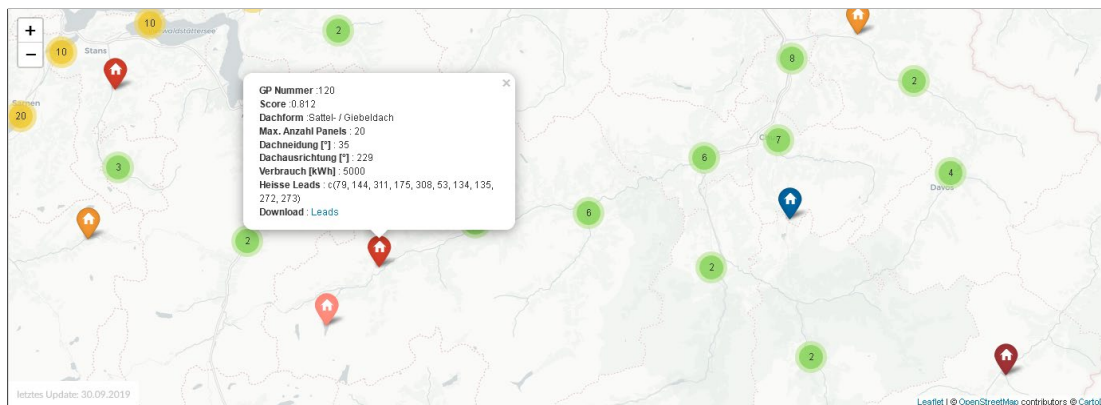 +
−
10
waldstättersee
Stans
10
Sarnen
20
3
2
2
GP Nummer :120
Score :0.812
Dachform :Sattel- / Giebeldach
Max. Anzahl Panels : 20
Dachneidung [°] : 35
Dachausrichtung [°] : 229
Verbrauch [kWh] : 5000
Heisse Leads : c(79, 144, 311, 175, 308, 53, 134, 135,
272, 273)
Download : Leads
×
8
2
7
6
4
Davos
6
2
2
letztes Update: 30.09.2019
Leaflet | © OpenStreetMap contributors © CartoD